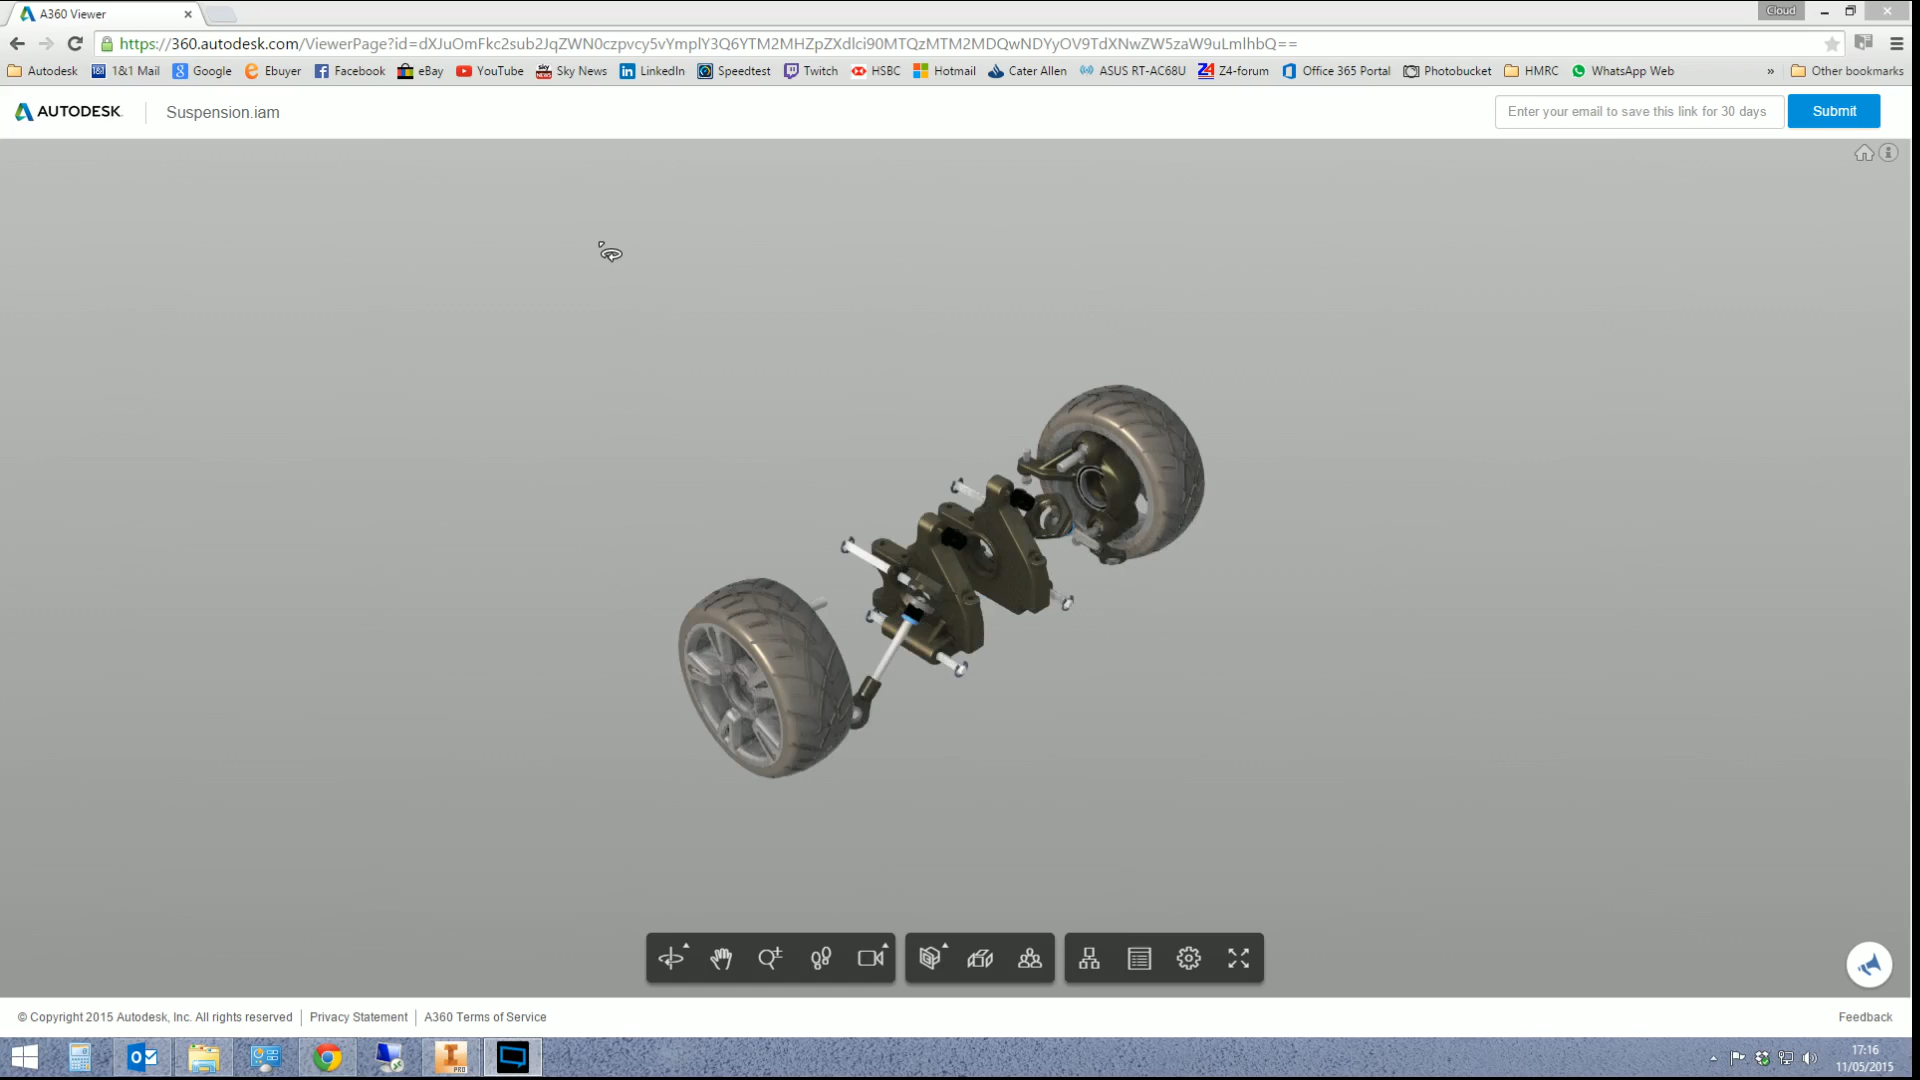 A360 Viewer
Cloud
https://360.autodesk.com/ViewerPage?id=dXJuOmFkc2sub2JqZWN0czpvcy5vYmplY3Q6YTM2MHZpZXdlci90MTQzMTM2MDQwNDYyOV9TdXNwZW5zaW9uLmlhbQ==
Autodesk 1&1 Mail Google Ebuyer Facebook eBay YouTube Sky News LinkedIn Speedtest Twitch HSBC Hotmail Cater Allen ASUS RT-AC68U Z4-forum Office 365 Portal Photobucket HMRC WhatsApp Web » Other bookmarks
AUTODESK Suspension.iam Enter your email to save this link for 30 days Submit
© Copyright 2015 Autodesk, Inc. All rights reserved Privacy Statement A360 Terms of Service Feedback
17:16
11/05/2015